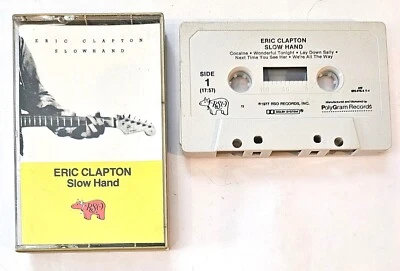 ERIC CLAPTON
SLOWHAND
ERIC CLAPTON
Slow Hand
RSO
ERIC CLAPTON
SLOW HAND
Cocaine • Wonderful Tonight • Lay Down Sally •
Next Time You See Her • We're All The Way
SIDE
1
(17:57)
RSO
℗1977 RSO RECORDS, INC.
DOLBY SYSTEM
Manufactured and Marketed by
PolyGram Records